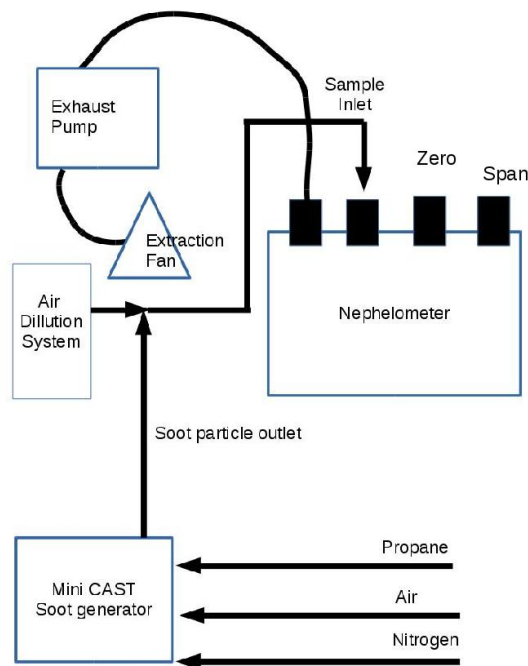 Exhaust
Pump
Sample
Inlet
Zero
Span
Extraction
Fan
Air
Dillution
System
Nephelometer
Soot particle outlet
Mini CAST
Soot generator
Propane
Air
Nitrogen